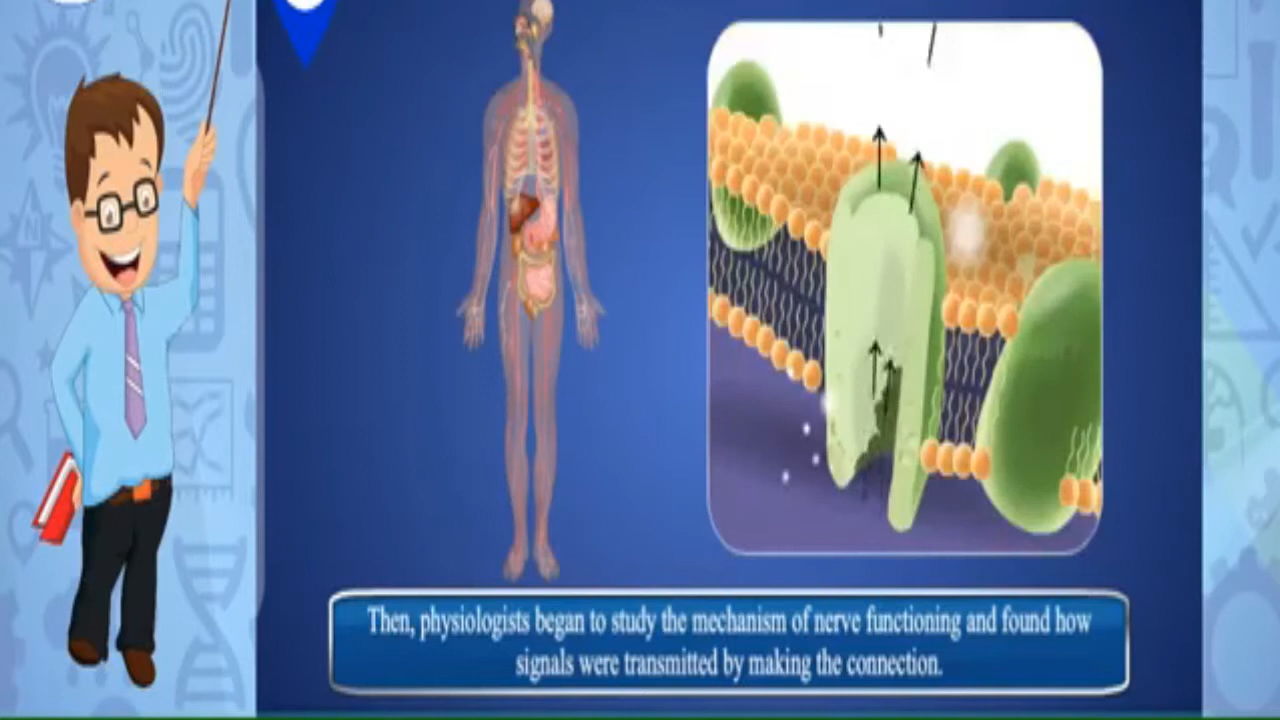 Then, physiologists began to study the mechanism of nerve functioning and found how
signals were transmitted by making the connection.